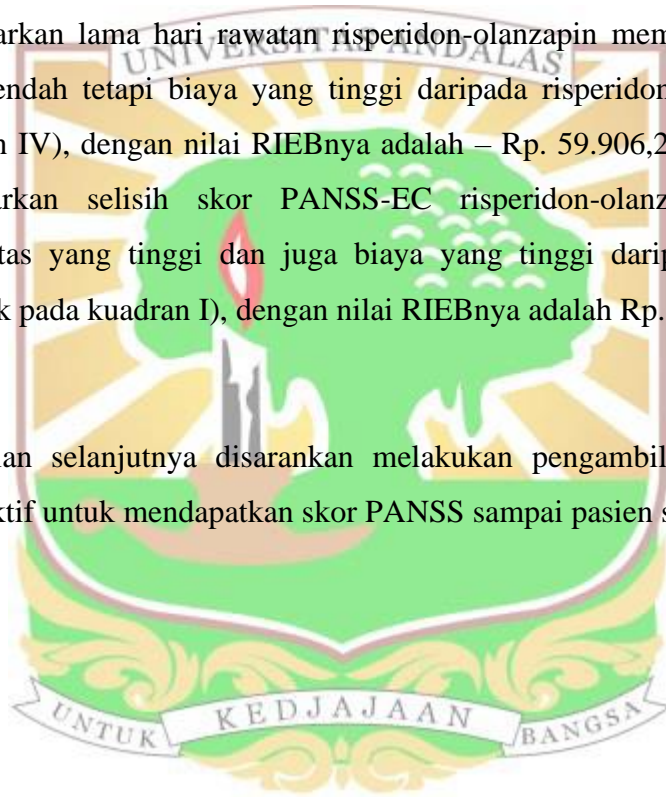 arkan lama hari rawatan risperidon-olanzapin mem
UNIVERSITAS ANDALAS
endah tetapi biaya yang tinggi daripada risperidon
n IV), dengan nilai RIEBnya adalah – Rp. 59.906,2
arkan selisih skor PANSS-EC risperidon-olanz
tas yang tinggi dan juga biaya yang tinggi darip
k pada kuadran I), dengan nilai RIEBnya adalah Rp.
an selanjutnya disarankan melakukan pengambil
ktif untuk mendapatkan skor PANSS sampai pasien s
UNTUK KEDJAJAAN BANGSA